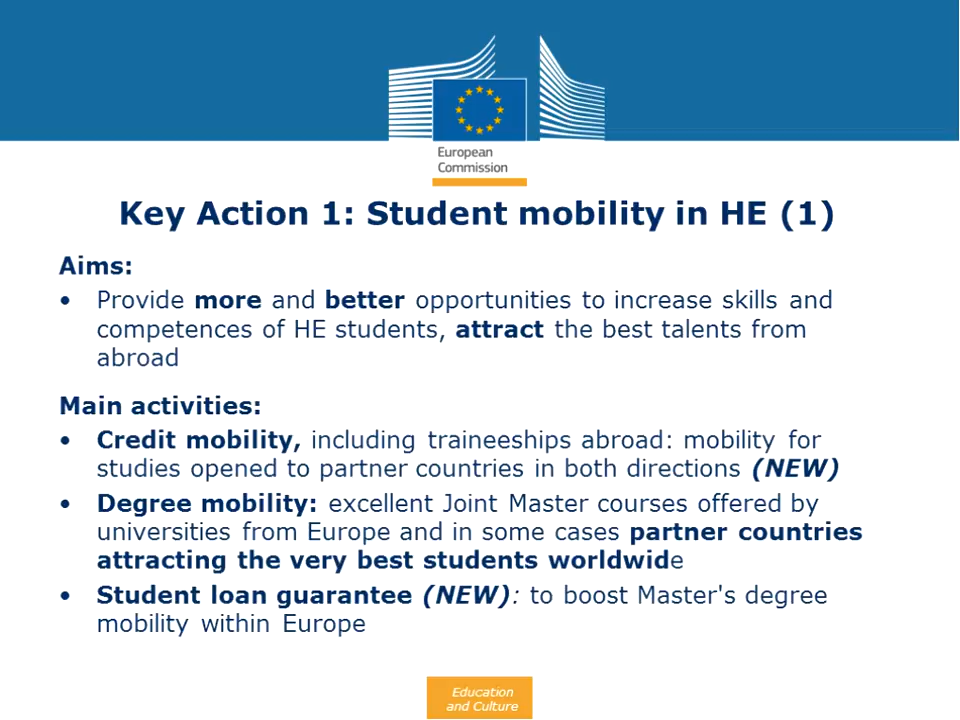 European
Commission
Key Action 1: Student mobility in HE (1)
Aims:
• Provide more and better opportunities to increase skills and
competences of HE students, attract the best talents from
abroad
Main activities:
• Credit mobility, including traineeships abroad: mobility for
studies opened to partner countries in both directions (NEW)
• Degree mobility: excellent Joint Master courses offered by
universities from Europe and in some cases partner countries
attracting the very best students worldwide
• Student loan guarantee (NEW): to boost Master's degree
mobility within Europe
Education
and Culture